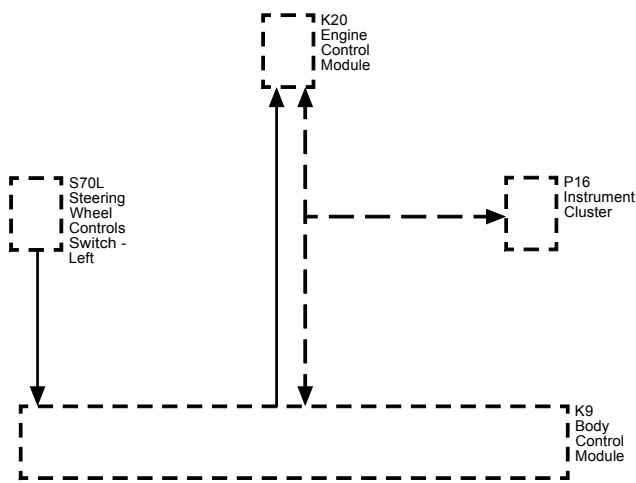 K20
Engine
Control
Module
S70L
Steering
Wheel
Controls
Switch -
Left
P16
Instrument
Cluster
K9
Body
Control
Module